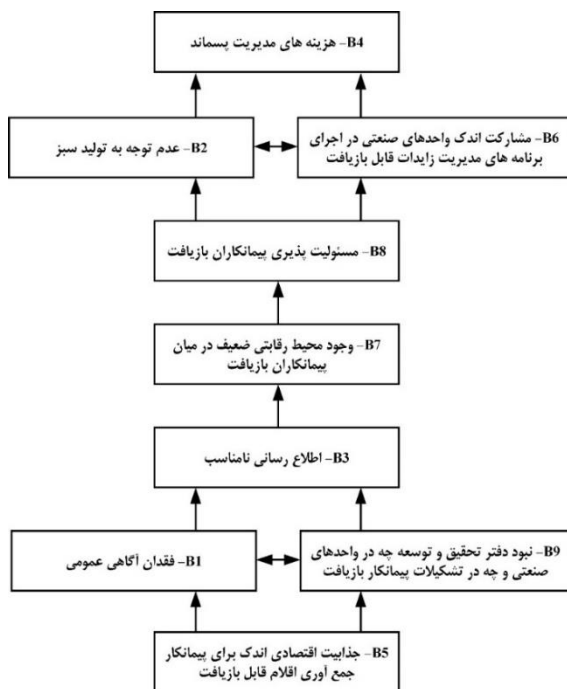 B4- هزینه های مدیریت پسماند
B6- مشارکت اندک واحدهای صنعتی در اجرای
برنامه های مدیریت زایدات قابل بازیافت
B2- عدم توجه به تولید سبز
B8- مسئولیت پذیری پیمانکاران بازیافت
B7- وجود محیط رقابتی ضعیف در میان
پیمانکاران بازیافت
B3- اطلاع رسانی نامناسب
B9- نبود دفتر تحقیق و توسعه چه در واحدهای
صنعتی و چه در تشکیلات پیمانکار بازیافت
B1- فقدان آگاهی عمومی
B5- جذابیت اقتصادی اندک برای پیمانکار
جمع آوری اقلام قابل بازیافت